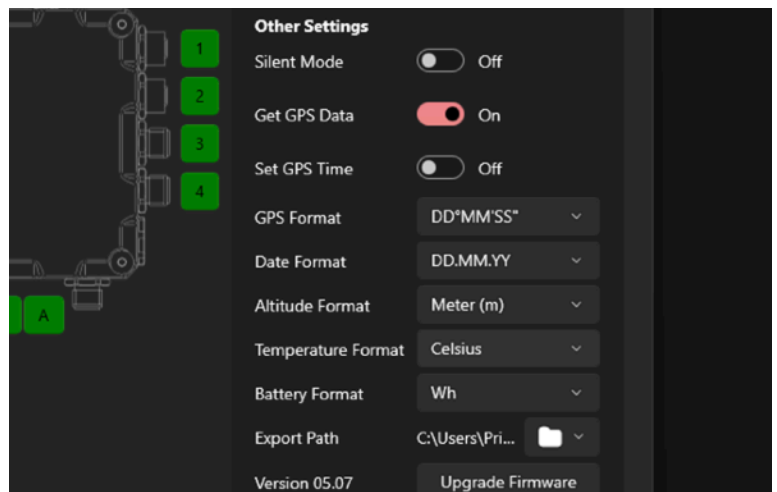 Other Settings
1
Silent Mode Off
2
Get GPS Data On
3
Set GPS Time Off
4
GPS Format DD°MM'SS"
Date Format DD.MM.YY
Altitude Format Meter (m)
A
Temperature Format Celsius
Battery Format Wh
Export Path C:\Users\Pri...
Version 05.07 Upgrade Firmware